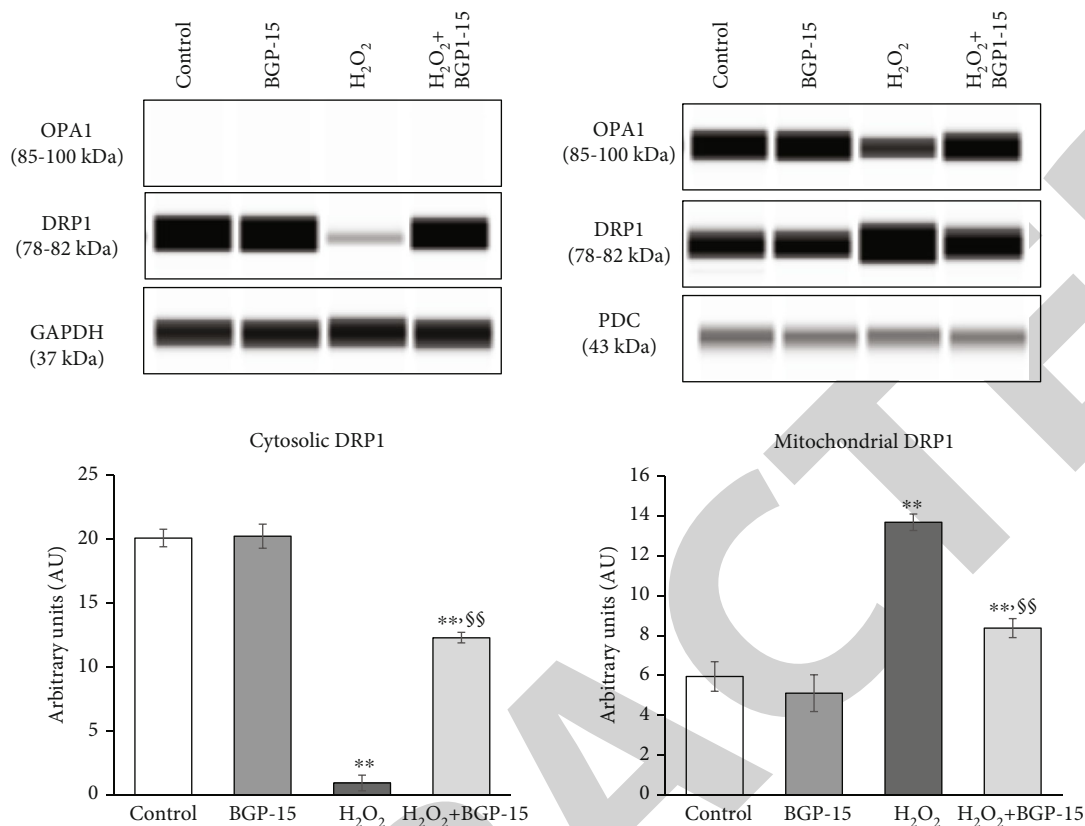 Control
BGP-15
H₂O₂
H₂O₂+
BGP1-15
OPA1
(85-100 kDa)
DRP1
(78-82 kDa)
GAPDH
(37 kDa)
Control
BGP-15
H₂O₂
H₂O₂+
BGP1-15
OPA1
(85-100 kDa)
DRP1
(78-82 kDa)
PDC
(43 kDa)
Cytosolic DRP1
Arbitrary units (AU)
25
20
15
10
5
0
**
**,§§
Control
BGP-15
H₂O₂
H₂O₂+BGP-15
Mitochondrial DRP1
Arbitrary units (AU)
16
14
12
10
8
6
4
2
0
**
**,§§
Control
BGP-15
H₂O₂
H₂O₂+BGP-15